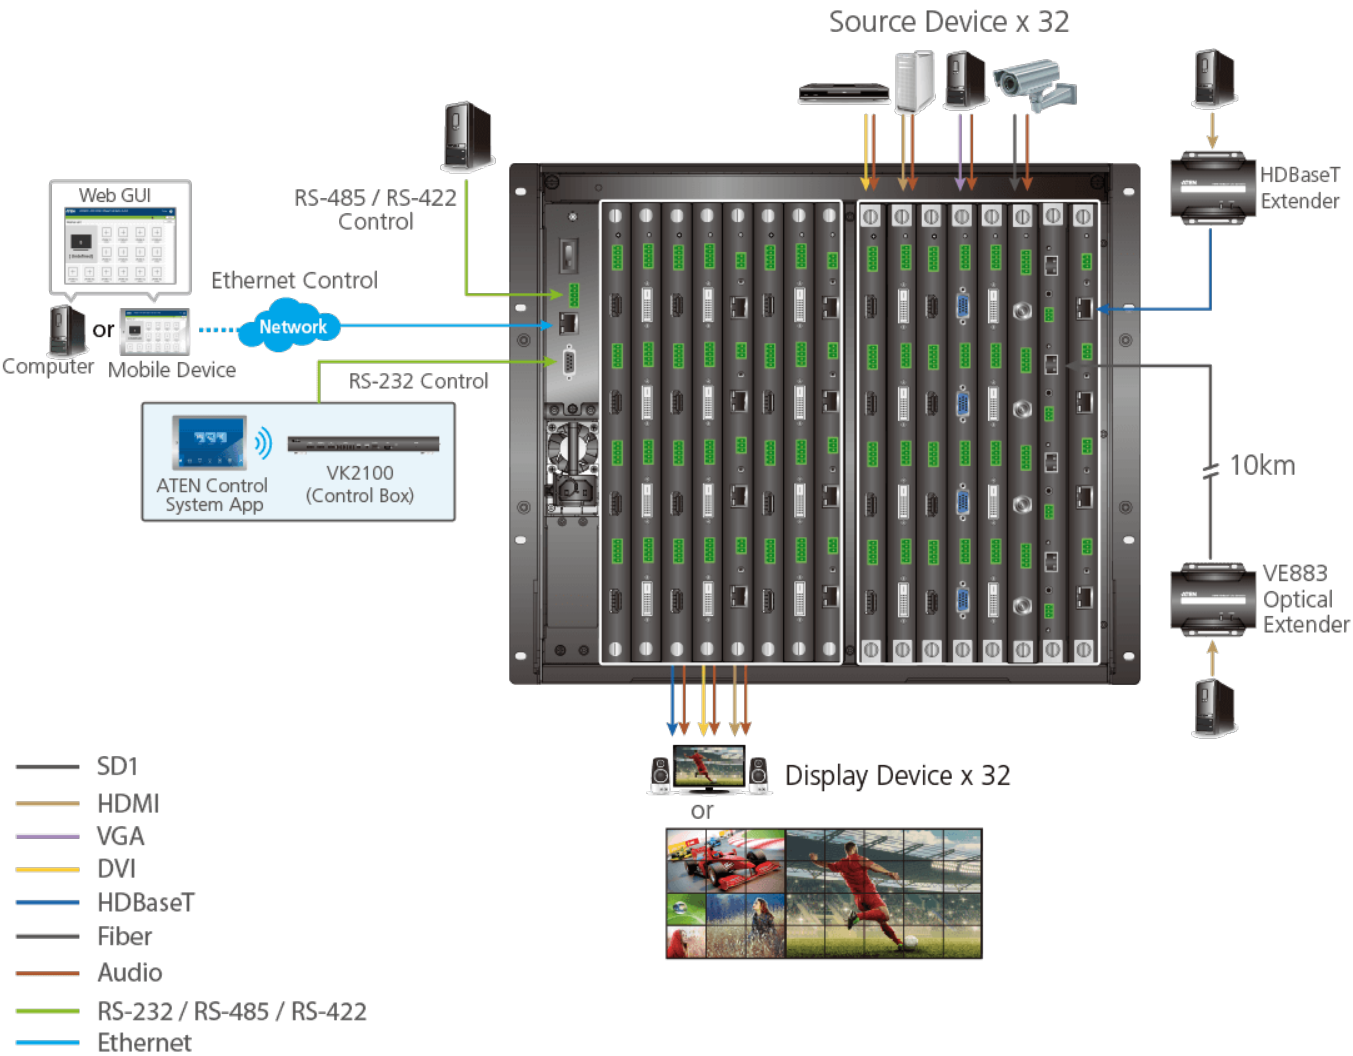 Source Device x 32
HDBaseT
Extender
RS-485 / RS-422
Control
Web GUI
Ethernet Control
Network
or
Computer
Mobile Device
RS-232 Control
ATEN Control
System App
VK2100
(Control Box)
10km
VE883
Optical
Extender
ATEN
ATEN
Display Device x 32
or
SD1
HDMI
VGA
DVI
HDBaseT
Fiber
Audio
RS-232 / RS-485 / RS-422
Ethernet